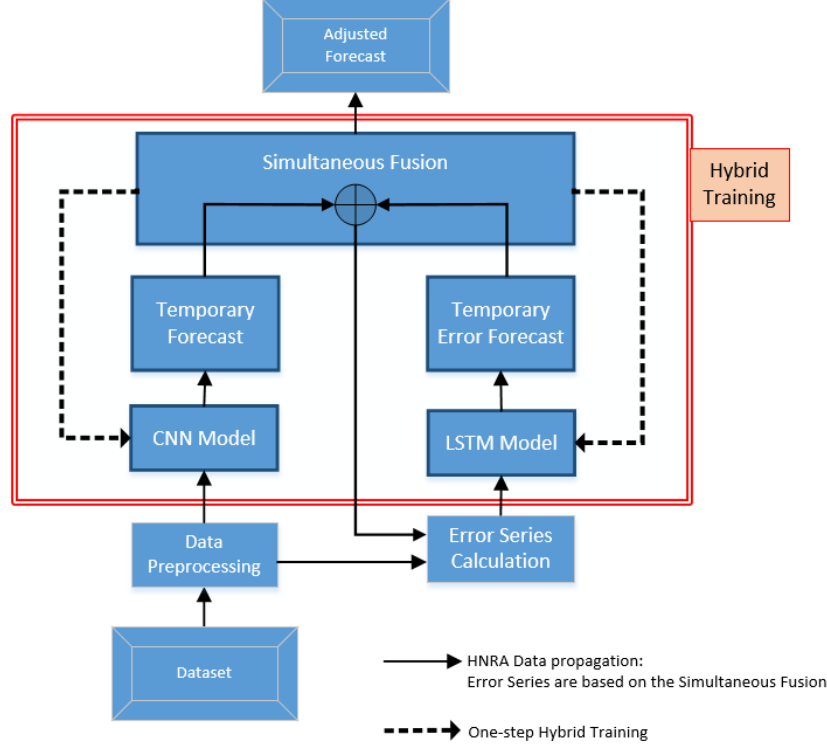 Adjusted
Forecast
Simultaneous Fusion
Hybrid
Training
Temporary
Forecast
Temporary
Error Forecast
CNN Model
LSTM Model
Data
Preprocessing
Error Series
Calculation
Dataset
HNRA Data propagation:
Error Series are based on the Simultaneous Fusion
One-step Hybrid Training